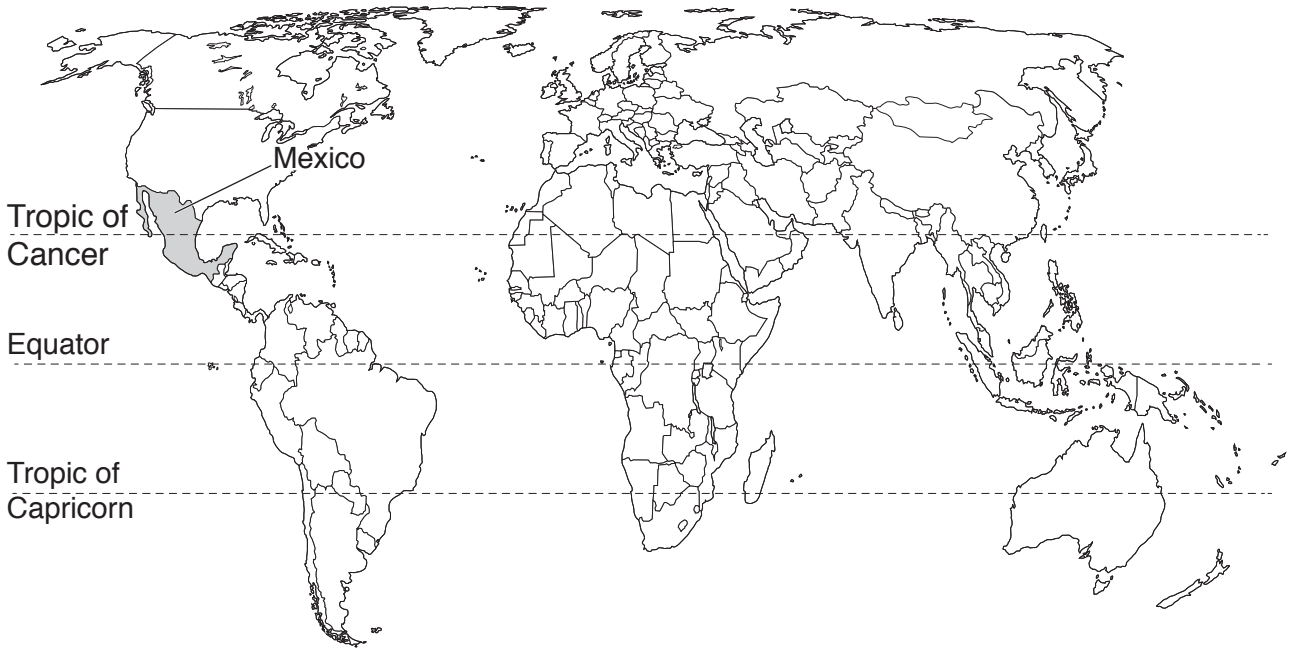 Mexico
Tropic of
Cancer
Equator
Tropic of
Capricorn